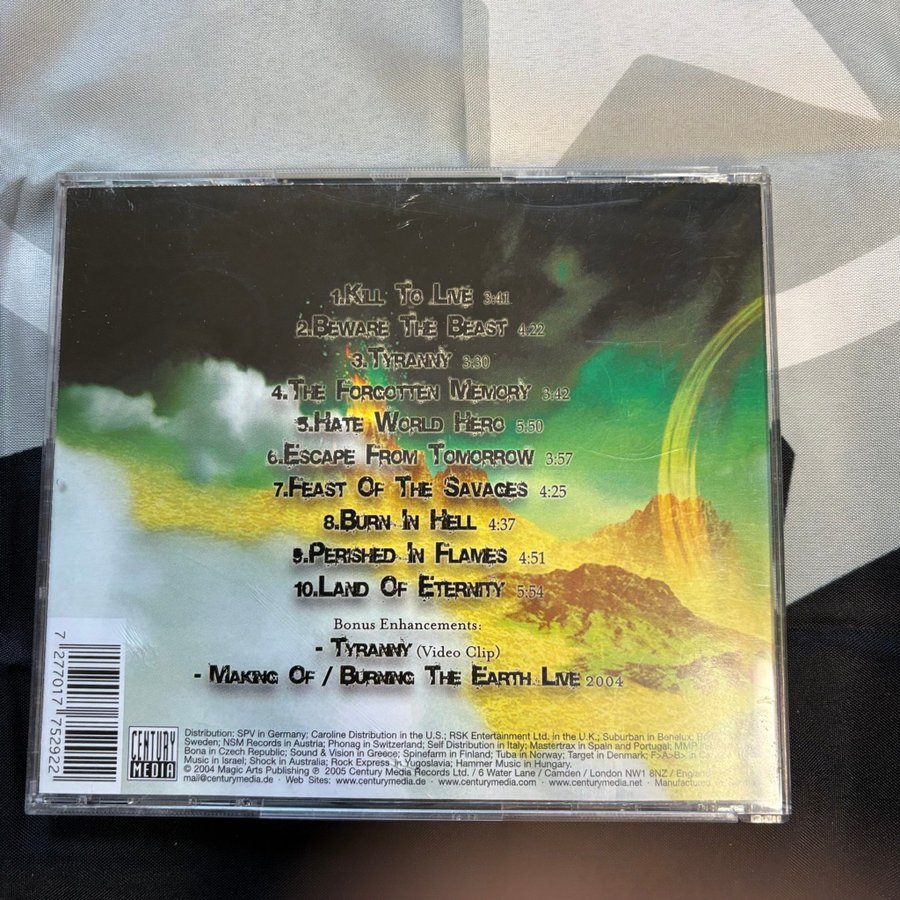 1.Kill To Live 3:41
2.Beware The Beast 4:22
3.Tyranny 3:30
4.The Forgotten Memory 3:42
5.Hate World Hero 5:50
6.Escape From Tomorrow 3:57
7.Feast Of The Savages 4:25
8.Burn In Hell 4:37
9.Perished In Flames 4:51
10.Land Of Eternity 5:54
Bonus Enhancements:
- Tyranny (Video Clip)
- Making Of / Burning The Earth Live 2004
7 27701 75292 2
CENTURY
MEDIA
Distribution: SPV in Germany; Caroline Distribution in the U.S.; RSK Entertainment Ltd. in the U.K.; Suburban in Benelux;
Sweden; NSM Records in Austria; Phonag in Switzerland; Self Distribution in Italy; Mastertrax in Spain and Portugal; MMP
Bona in Czech Republic; Sound & Vision in Greece; Spinefarm in Finland; Tuba in Norway; Target in Denmark; F>A>B> in
Music in Israel; Shock in Australia; Rock Express in Yugoslavia; Hammer Music in Hungary.
© 2004 Magic Arts Publishing ℗ 2005 Century Media Records Ltd. / 6 Water Lane / Camden / London NW1 8NZ / England
mail@centurymedia.de · Web Sites: www.centurymedia.de · www.centurymedia.com · www.centurymedia.net · Manufactured